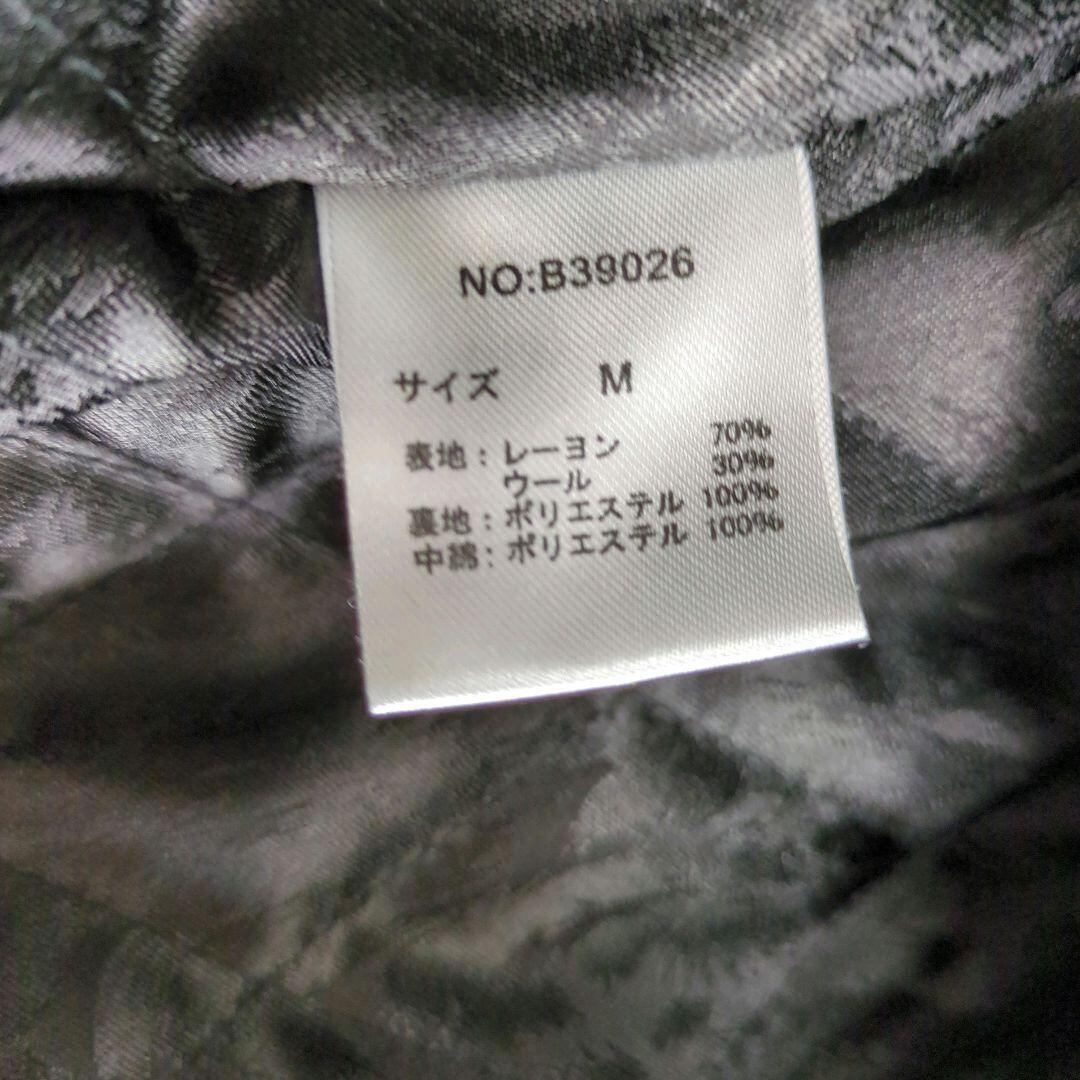 NO:B39026
サイズ M
表地：レーヨン 70%
ウール 30%
裏地：ポリエステル 100%
中綿：ポリエステル 100%